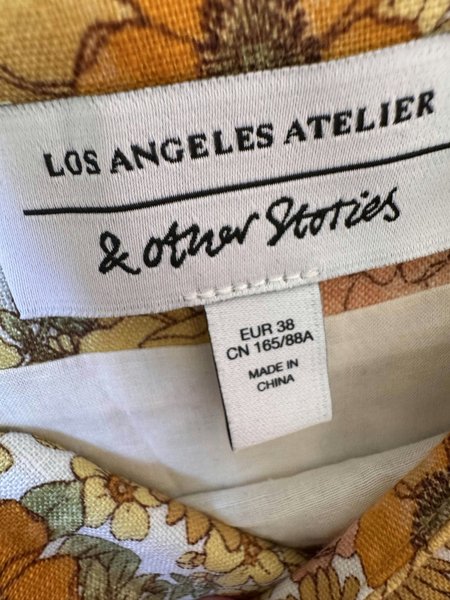 LOS ANGELES ATELIER
& other Stories
EUR 38
CN 165/88A
MADE IN
CHINA